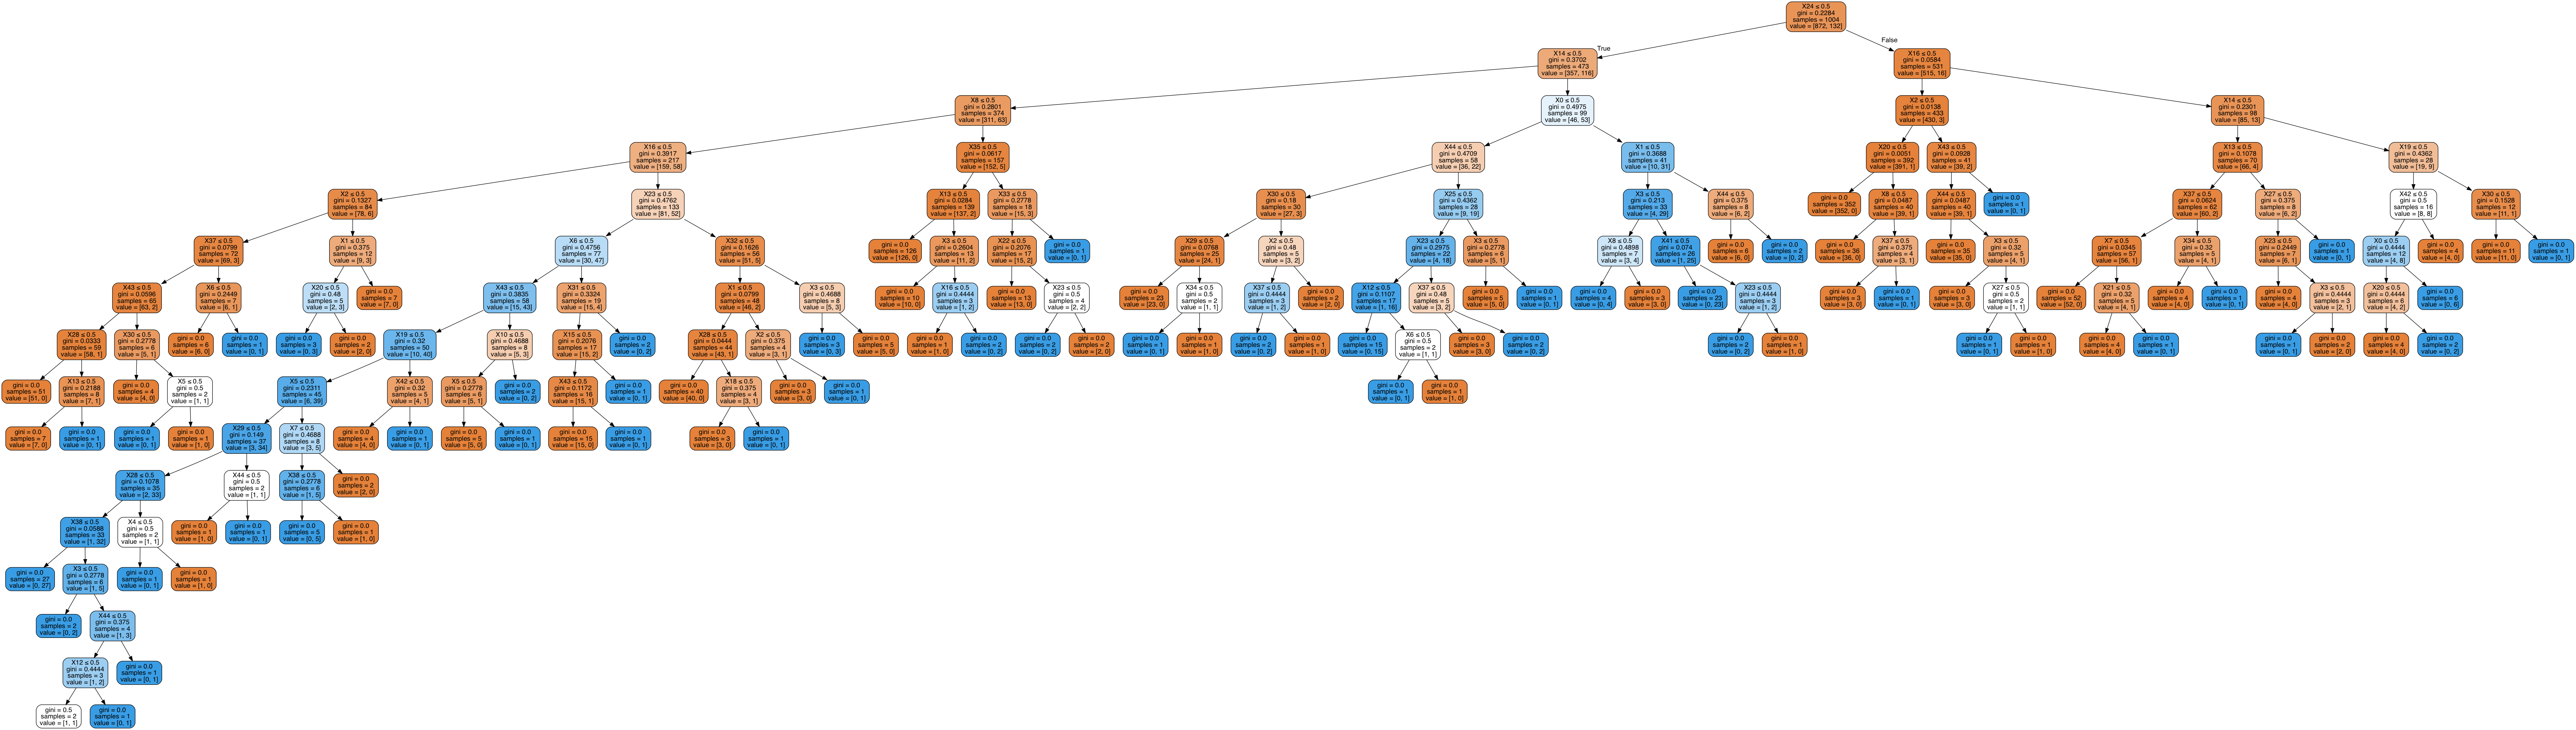 X24 ≤ 0.5
gini = 0.2284
samples = 1004
value = [872, 132]
True
False
X14 ≤ 0.5
gini = 0.3702
samples = 473
value = [357, 116]
X16 ≤ 0.5
gini = 0.0584
samples = 531
value = [515, 16]
X8 ≤ 0.5
gini = 0.2801
samples = 374
value = [311, 63]
X0 ≤ 0.5
gini = 0.4975
samples = 99
value = [46, 53]
X2 ≤ 0.5
gini = 0.0138
samples = 433
value = [430, 3]
X14 ≤ 0.5
gini = 0.2301
samples = 98
value = [85, 13]
X16 ≤ 0.5
gini = 0.3917
samples = 217
value = [159, 58]
X35 ≤ 0.5
gini = 0.0617
samples = 157
value = [152, 5]
X44 ≤ 0.5
gini = 0.4709
samples = 58
value = [36, 22]
X1 ≤ 0.5
gini = 0.3688
samples = 41
value = [10, 31]
X20 ≤ 0.5
gini = 0.0051
samples = 392
value = [391, 1]
X43 ≤ 0.5
gini = 0.0928
samples = 41
value = [39, 2]
X13 ≤ 0.5
gini = 0.1078
samples = 70
value = [66, 4]
X19 ≤ 0.5
gini = 0.4362
samples = 28
value = [19, 9]
X2 ≤ 0.5
gini = 0.1327
samples = 84
value = [78, 6]
X23 ≤ 0.5
gini = 0.4762
samples = 133
value = [81, 52]
X13 ≤ 0.5
gini = 0.0284
samples = 139
value = [137, 2]
X33 ≤ 0.5
gini = 0.2778
samples = 18
value = [15, 3]
X30 ≤ 0.5
gini = 0.18
samples = 30
value = [27, 3]
X25 ≤ 0.5
gini = 0.4362
samples = 28
value = [9, 19]
X3 ≤ 0.5
gini = 0.213
samples = 33
value = [4, 29]
X44 ≤ 0.5
gini = 0.375
samples = 8
value = [6, 2]
gini = 0.0
samples = 352
value = [352, 0]
X8 ≤ 0.5
gini = 0.0487
samples = 40
value = [39, 1]
X44 ≤ 0.5
gini = 0.0487
samples = 40
value = [39, 1]
gini = 0.0
samples = 1
value = [0, 1]
X37 ≤ 0.5
gini = 0.0624
samples = 62
value = [60, 2]
X27 ≤ 0.5
gini = 0.375
samples = 8
value = [6, 2]
X42 ≤ 0.5
gini = 0.5
samples = 16
value = [8, 8]
X30 ≤ 0.5
gini = 0.1528
samples = 12
value = [11, 1]
X37 ≤ 0.5
gini = 0.0799
samples = 72
value = [69, 3]
X1 ≤ 0.5
gini = 0.375
samples = 12
value = [9, 3]
X6 ≤ 0.5
gini = 0.4756
samples = 77
value = [30, 47]
X32 ≤ 0.5
gini = 0.1626
samples = 56
value = [51, 5]
gini = 0.0
samples = 126
value = [126, 0]
X3 ≤ 0.5
gini = 0.2604
samples = 13
value = [11, 2]
X22 ≤ 0.5
gini = 0.2076
samples = 17
value = [15, 2]
gini = 0.0
samples = 1
value = [0, 1]
X29 ≤ 0.5
gini = 0.0768
samples = 25
value = [24, 1]
X2 ≤ 0.5
gini = 0.48
samples = 5
value = [3, 2]
X23 ≤ 0.5
gini = 0.2975
samples = 22
value = [4, 18]
X3 ≤ 0.5
gini = 0.2778
samples = 6
value = [5, 1]
X8 ≤ 0.5
gini = 0.4898
samples = 7
value = [3, 4]
X41 ≤ 0.5
gini = 0.074
samples = 26
value = [1, 25]
gini = 0.0
samples = 6
value = [6, 0]
gini = 0.0
samples = 2
value = [0, 2]
gini = 0.0
samples = 36
value = [36, 0]
X37 ≤ 0.5
gini = 0.375
samples = 4
value = [3, 1]
gini = 0.0
samples = 35
value = [35, 0]
X3 ≤ 0.5
gini = 0.32
samples = 5
value = [4, 1]
X7 ≤ 0.5
gini = 0.0345
samples = 57
value = [56, 1]
X34 ≤ 0.5
gini = 0.32
samples = 5
value = [4, 1]
X23 ≤ 0.5
gini = 0.2449
samples = 7
value = [6, 1]
gini = 0.0
samples = 1
value = [0, 1]
X0 ≤ 0.5
gini = 0.4444
samples = 12
value = [4, 8]
gini = 0.0
samples = 4
value = [4, 0]
gini = 0.0
samples = 11
value = [11, 0]
gini = 0.0
samples = 1
value = [0, 1]
X43 ≤ 0.5
gini = 0.0596
samples = 65
value = [63, 2]
X6 ≤ 0.5
gini = 0.2449
samples = 7
value = [6, 1]
X20 ≤ 0.5
gini = 0.48
samples = 5
value = [2, 3]
gini = 0.0
samples = 7
value = [7, 0]
X43 ≤ 0.5
gini = 0.3835
samples = 58
value = [15, 43]
X31 ≤ 0.5
gini = 0.3324
samples = 19
value = [15, 4]
X1 ≤ 0.5
gini = 0.0799
samples = 48
value = [46, 2]
X3 ≤ 0.5
gini = 0.4688
samples = 8
value = [5, 3]
gini = 0.0
samples = 10
value = [10, 0]
X16 ≤ 0.5
gini = 0.4444
samples = 3
value = [1, 2]
gini = 0.0
samples = 13
value = [13, 0]
X23 ≤ 0.5
gini = 0.5
samples = 4
value = [2, 2]
gini = 0.0
samples = 23
value = [23, 0]
X34 ≤ 0.5
gini = 0.5
samples = 2
value = [1, 1]
X37 ≤ 0.5
gini = 0.4444
samples = 3
value = [1, 2]
gini = 0.0
samples = 2
value = [2, 0]
X12 ≤ 0.5
gini = 0.1107
samples = 17
value = [1, 16]
X37 ≤ 0.5
gini = 0.48
samples = 5
value = [3, 2]
gini = 0.0
samples = 5
value = [5, 0]
gini = 0.0
samples = 1
value = [0, 1]
gini = 0.0
samples = 4
value = [0, 4]
gini = 0.0
samples = 3
value = [3, 0]
gini = 0.0
samples = 23
value = [0, 23]
X23 ≤ 0.5
gini = 0.4444
samples = 3
value = [1, 2]
gini = 0.0
samples = 3
value = [3, 0]
gini = 0.0
samples = 1
value = [0, 1]
gini = 0.0
samples = 3
value = [3, 0]
X27 ≤ 0.5
gini = 0.5
samples = 2
value = [1, 1]
gini = 0.0
samples = 52
value = [52, 0]
X21 ≤ 0.5
gini = 0.32
samples = 5
value = [4, 1]
gini = 0.0
samples = 4
value = [4, 0]
gini = 0.0
samples = 1
value = [0, 1]
gini = 0.0
samples = 4
value = [4, 0]
X3 ≤ 0.5
gini = 0.4444
samples = 3
value = [2, 1]
X20 ≤ 0.5
gini = 0.4444
samples = 6
value = [4, 2]
gini = 0.0
samples = 6
value = [0, 6]
X28 ≤ 0.5
gini = 0.0333
samples = 59
value = [58, 1]
X30 ≤ 0.5
gini = 0.2778
samples = 6
value = [5, 1]
gini = 0.0
samples = 6
value = [6, 0]
gini = 0.0
samples = 1
value = [0, 1]
gini = 0.0
samples = 3
value = [0, 3]
gini = 0.0
samples = 2
value = [2, 0]
X19 ≤ 0.5
gini = 0.32
samples = 50
value = [10, 40]
X10 ≤ 0.5
gini = 0.4688
samples = 8
value = [5, 3]
X15 ≤ 0.5
gini = 0.2076
samples = 17
value = [15, 2]
gini = 0.0
samples = 2
value = [0, 2]
X28 ≤ 0.5
gini = 0.0444
samples = 44
value = [43, 1]
X2 ≤ 0.5
gini = 0.375
samples = 4
value = [3, 1]
gini = 0.0
samples = 3
value = [0, 3]
gini = 0.0
samples = 5
value = [5, 0]
gini = 0.0
samples = 1
value = [1, 0]
gini = 0.0
samples = 2
value = [0, 2]
gini = 0.0
samples = 2
value = [0, 2]
gini = 0.0
samples = 2
value = [2, 0]
gini = 0.0
samples = 1
value = [0, 1]
gini = 0.0
samples = 1
value = [1, 0]
gini = 0.0
samples = 2
value = [0, 2]
gini = 0.0
samples = 1
value = [1, 0]
gini = 0.0
samples = 15
value = [0, 15]
X6 ≤ 0.5
gini = 0.5
samples = 2
value = [1, 1]
gini = 0.0
samples = 3
value = [3, 0]
gini = 0.0
samples = 2
value = [0, 2]
gini = 0.0
samples = 2
value = [0, 2]
gini = 0.0
samples = 1
value = [1, 0]
gini = 0.0
samples = 1
value = [0, 1]
gini = 0.0
samples = 1
value = [1, 0]
gini = 0.0
samples = 4
value = [4, 0]
gini = 0.0
samples = 1
value = [0, 1]
gini = 0.0
samples = 1
value = [0, 1]
gini = 0.0
samples = 2
value = [2, 0]
gini = 0.0
samples = 4
value = [4, 0]
gini = 0.0
samples = 2
value = [0, 2]
gini = 0.0
samples = 51
value = [51, 0]
X13 ≤ 0.5
gini = 0.2188
samples = 8
value = [7, 1]
gini = 0.0
samples = 4
value = [4, 0]
X5 ≤ 0.5
gini = 0.5
samples = 2
value = [1, 1]
X5 ≤ 0.5
gini = 0.2311
samples = 45
value = [6, 39]
X42 ≤ 0.5
gini = 0.32
samples = 5
value = [4, 1]
X5 ≤ 0.5
gini = 0.2778
samples = 6
value = [5, 1]
gini = 0.0
samples = 2
value = [0, 2]
X43 ≤ 0.5
gini = 0.1172
samples = 16
value = [15, 1]
gini = 0.0
samples = 1
value = [0, 1]
gini = 0.0
samples = 40
value = [40, 0]
X18 ≤ 0.5
gini = 0.375
samples = 4
value = [3, 1]
gini = 0.0
samples = 3
value = [3, 0]
gini = 0.0
samples = 1
value = [0, 1]
gini = 0.0
samples = 1
value = [0, 1]
gini = 0.0
samples = 1
value = [1, 0]
gini = 0.0
samples = 7
value = [7, 0]
gini = 0.0
samples = 1
value = [0, 1]
gini = 0.0
samples = 1
value = [0, 1]
gini = 0.0
samples = 1
value = [1, 0]
X29 ≤ 0.5
gini = 0.149
samples = 37
value = [3, 34]
X7 ≤ 0.5
gini = 0.4688
samples = 8
value = [3, 5]
gini = 0.0
samples = 4
value = [4, 0]
gini = 0.0
samples = 1
value = [0, 1]
gini = 0.0
samples = 5
value = [5, 0]
gini = 0.0
samples = 1
value = [0, 1]
gini = 0.0
samples = 15
value = [15, 0]
gini = 0.0
samples = 1
value = [0, 1]
gini = 0.0
samples = 3
value = [3, 0]
gini = 0.0
samples = 1
value = [0, 1]
X28 ≤ 0.5
gini = 0.1078
samples = 35
value = [2, 33]
X44 ≤ 0.5
gini = 0.5
samples = 2
value = [1, 1]
X38 ≤ 0.5
gini = 0.2778
samples = 6
value = [1, 5]
gini = 0.0
samples = 2
value = [2, 0]
X38 ≤ 0.5
gini = 0.0588
samples = 33
value = [1, 32]
X4 ≤ 0.5
gini = 0.5
samples = 2
value = [1, 1]
gini = 0.0
samples = 1
value = [1, 0]
gini = 0.0
samples = 1
value = [0, 1]
gini = 0.0
samples = 5
value = [0, 5]
gini = 0.0
samples = 1
value = [1, 0]
gini = 0.0
samples = 27
value = [0, 27]
X3 ≤ 0.5
gini = 0.2778
samples = 6
value = [1, 5]
gini = 0.0
samples = 1
value = [0, 1]
gini = 0.0
samples = 1
value = [1, 0]
gini = 0.0
samples = 2
value = [0, 2]
X44 ≤ 0.5
gini = 0.375
samples = 4
value = [1, 3]
X12 ≤ 0.5
gini = 0.4444
samples = 3
value = [1, 2]
gini = 0.0
samples = 1
value = [0, 1]
gini = 0.5
samples = 2
value = [1, 1]
gini = 0.0
samples = 1
value = [0, 1]